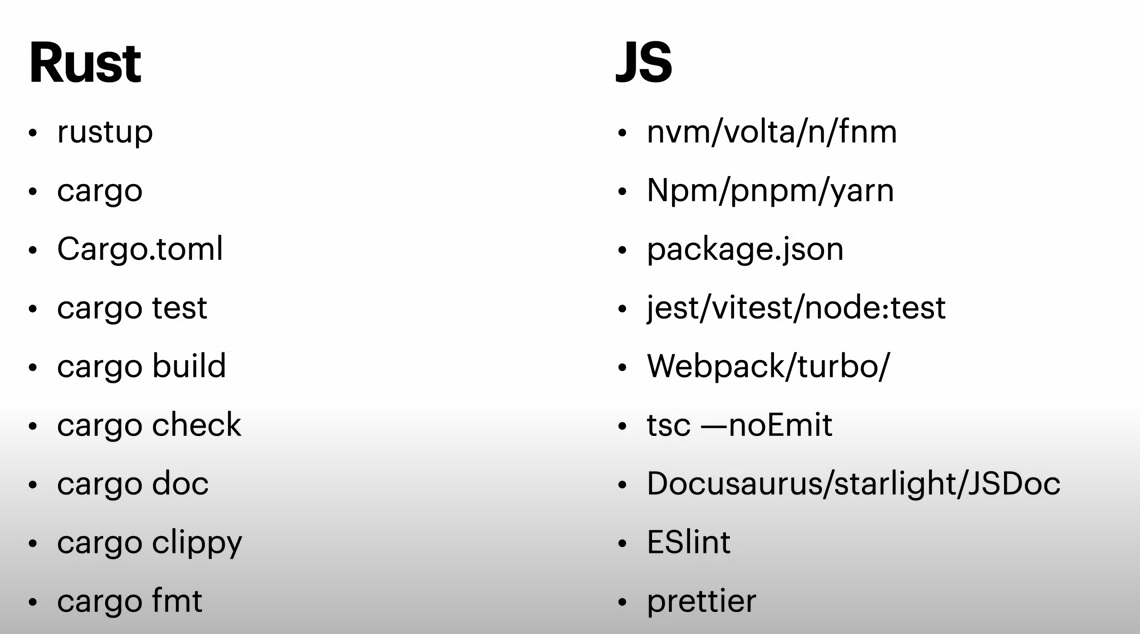 Rust
• rustup
• cargo
• Cargo.toml
• cargo test
• cargo build
• cargo check
• cargo doc
• cargo clippy
• cargo fmt
JS
• nvm/volta/n/fnm
• Npm/pnpm/yarn
• package.json
• jest/vitest/node:test
• Webpack/turbo/
• tsc —noEmit
• Docusaurus/starlight/JSDoc
• ESlint
• prettier